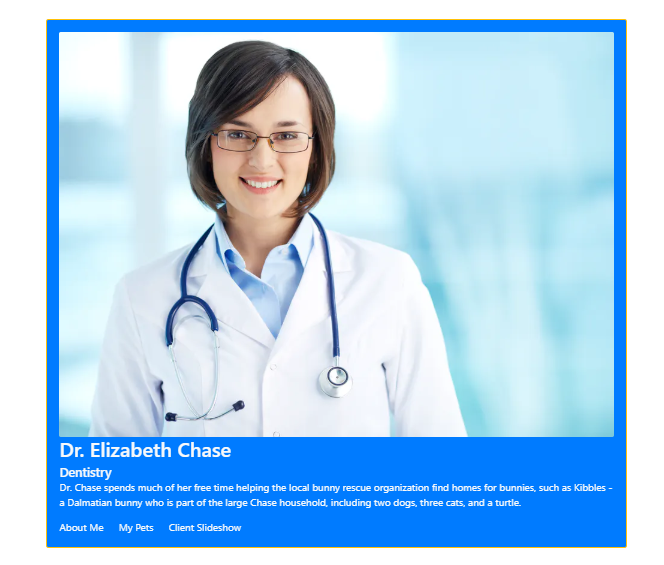 Dr. Elizabeth Chase
Dentistry
Dr. Chase spends much of her free time helping the local bunny rescue organization find homes for bunnies, such as Kibbles –
a Dalmatian bunny who is part of the large Chase household, including two dogs, three cats, and a turtle.
About Me My Pets Client Slideshow